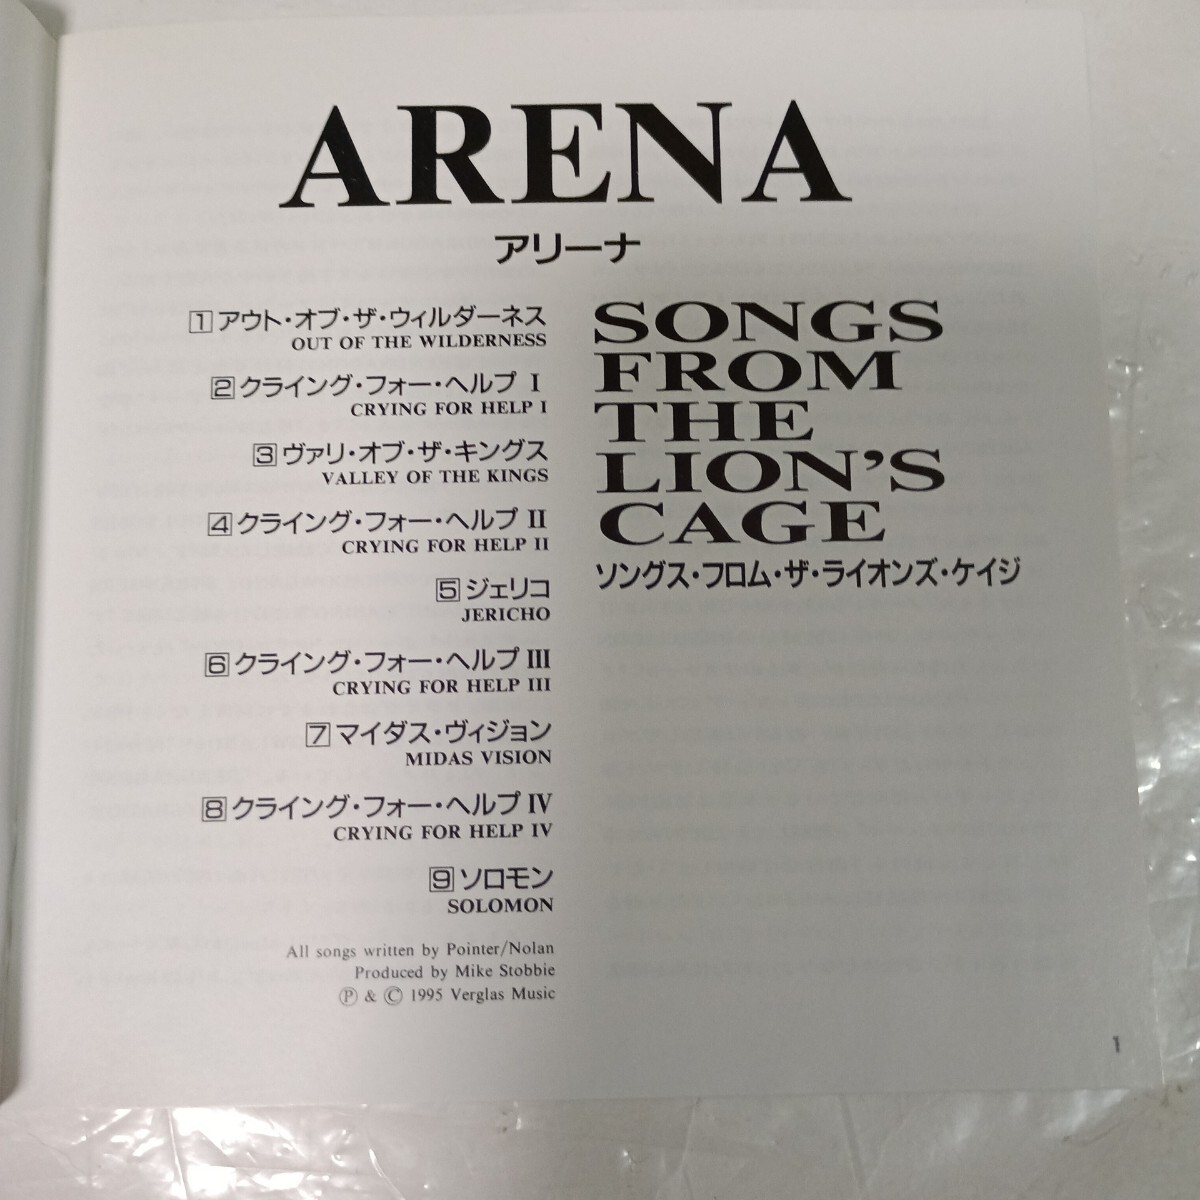 ARENA
アリーナ
1 アウト・オブ・ザ・ウィルダーネス
OUT OF THE WILDERNESS
2 クライング・フォー・ヘルプ I
CRYING FOR HELP I
3 ヴァリ・オブ・ザ・キングス
VALLEY OF THE KINGS
4 クライング・フォー・ヘルプ II
CRYING FOR HELP II
5 ジェリコ
JERICHO
6 クライング・フォー・ヘルプ III
CRYING FOR HELP III
7 マイダス・ヴィジョン
MIDAS VISION
8 クライング・フォー・ヘルプ IV
CRYING FOR HELP IV
9 ソロモン
SOLOMON
All songs written by Pointer/Nolan
Produced by Mike Stobbie
Ⓟ & © 1995 Verglas Music
SONGS
FROM
THE
LION'S
CAGE
ソングス・フロム・ザ・ライオンズ・ケイジ
1